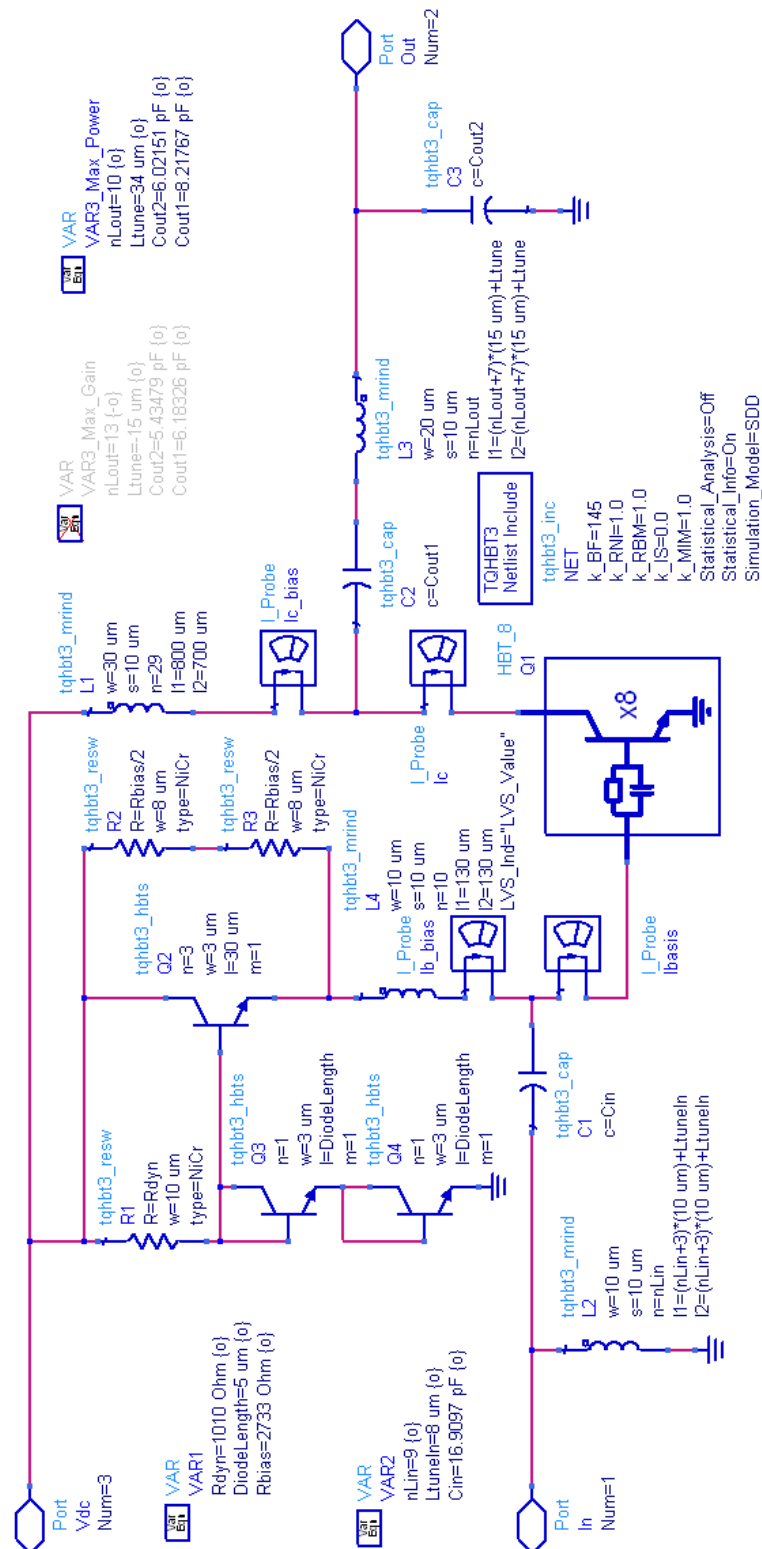 Port
Vdc
Num=3
Var
Eqn
VAR
VAR1
Rdyn=1010 Ohm {o}
DiodeLength=5 um {o}
Rbias=2733 Ohm {o}
Var
Eqn
VAR
VAR2
nLin=9 {o}
LtuneIn=8 um {o}
Cin=16.9097 pF {o}
Port
In
Num=1
tqhbt3_resw
R1
R=Rdyn
w=10 um
type=NiCr
tqhbt3_hbts
Q3
n=1
w=3 um
l=DiodeLength
m=1
tqhbt3_hbts
Q4
n=1
w=3 um
l=DiodeLength
m=1
tqhbt3_mrind
L2
w=10 um
s=10 um
n=nLin
l1=(nLin+3)*(10 um)+LtuneIn
l2=(nLin+3)*(10 um)+LtuneIn
tqhbt3_cap
C1
c=Cin
tqhbt3_hbts
Q2
n=3
w=3 um
l=30 um
m=1
tqhbt3_resw
R2
R=Rbias/2
w=8 um
type=NiCr
tqhbt3_resw
R3
R=Rbias/2
w=8 um
type=NiCr
tqhbt3_mrind
L4
w=10 um
s=10 um
n=10
l1=130 um
l2=130 um
LVS_Ind="LVS_Value"
I_Probe
Ib_bias
I_Probe
Ibasis
tqhbt3_mrind
L1
w=30 um
s=10 um
n=29
l1=800 um
l2=700 um
I_Probe
Ic_bias
I_Probe
Ic
HBT_8
Q1
x8
Var
Eqn
VAR
VAR3_Max_Gain
nLout=13 {-o}
Ltune=-15 um {o}
Cout2=5.43479 pF {o}
Cout1=6.18326 pF {o}
Var
Eqn
VAR
VAR3_Max_Power
nLout=10 {o}
Ltune=34 um {o}
Cout2=6.02151 pF {o}
Cout1=8.21767 pF {o}
tqhbt3_cap
C2
c=Cout1
tqhbt3_mrind
L3
w=20 um
s=10 um
n=nLout
l1=(nLout+7)*(15 um)+Ltune
l2=(nLout+7)*(15 um)+Ltune
tqhbt3_cap
C3
c=Cout2
Port
Out
Num=2
TQHBT3
Netlist Include
tqhbt3_inc
NET
k_BF=145
k_RNI=1.0
k_RBM=1.0
k_IS=0.0
k_MIM=1.0
Statistical_Analysis=Off
Statistical_Info=On
Simulation_Model=SDD